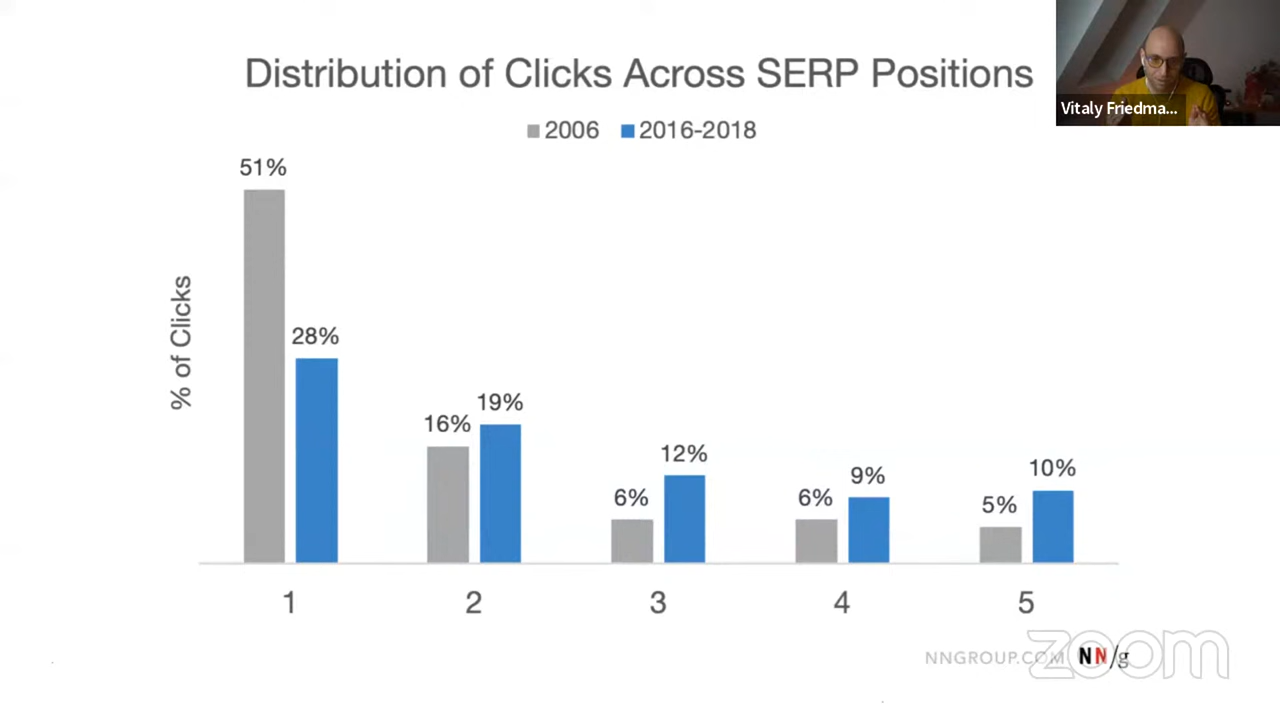 Distribution of Clicks Across SERP Positions
2006 2016-2018
Vitaly Friedma...
% of Clicks
51%
28%
16%
19%
6%
12%
6%
9%
5%
10%
1 2 3 4 5
NNGROUP.COM NN/g
zoom